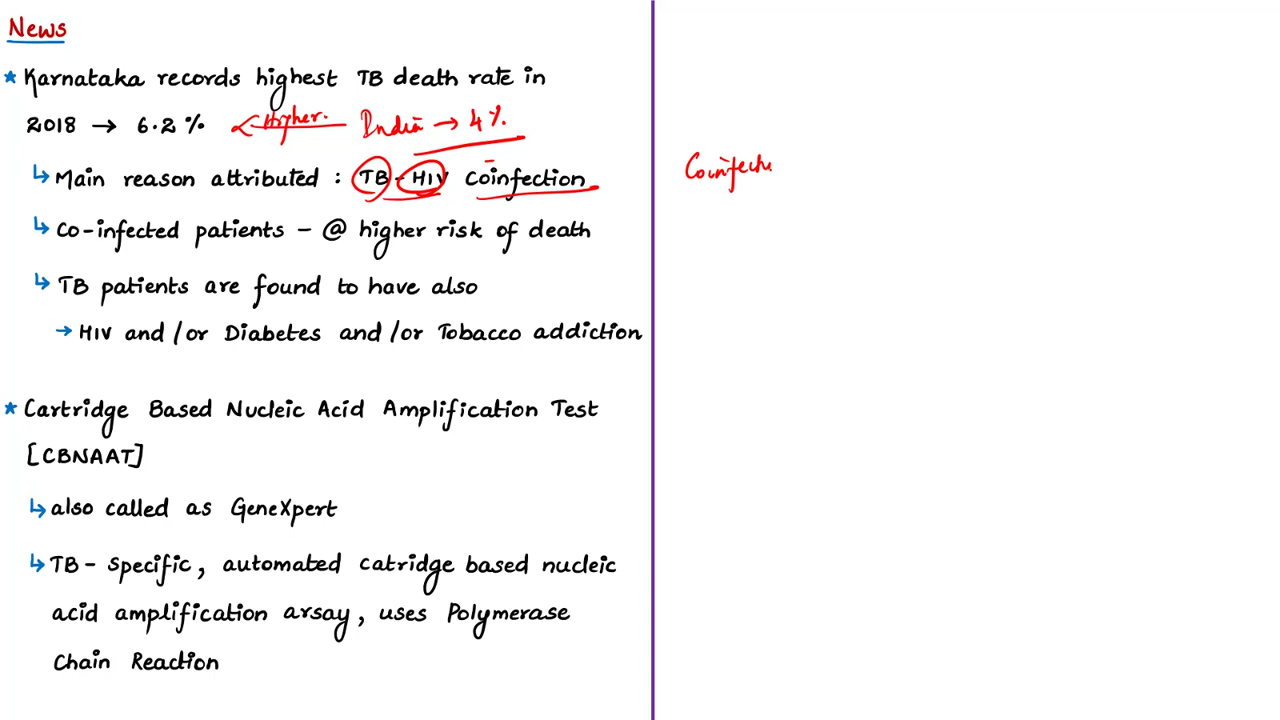 News
* Karnataka records highest TB death rate in
2018 → 6.2 % Higher. India → 4 %
↳ Main reason attributed : TB - HIV Coinfection
↳ Co-infected patients - @ higher risk of death
↳ TB patients are found to have also
→ HIV and /or Diabetes and /or Tobacco addiction
* Cartridge Based Nucleic Acid Amplification Test
[CBNAAT]
↳ also called as GeneXpert
↳ TB - specific, automated catridge based nucleic
acid amplification arsay, uses Polymerase
Chain Reaction